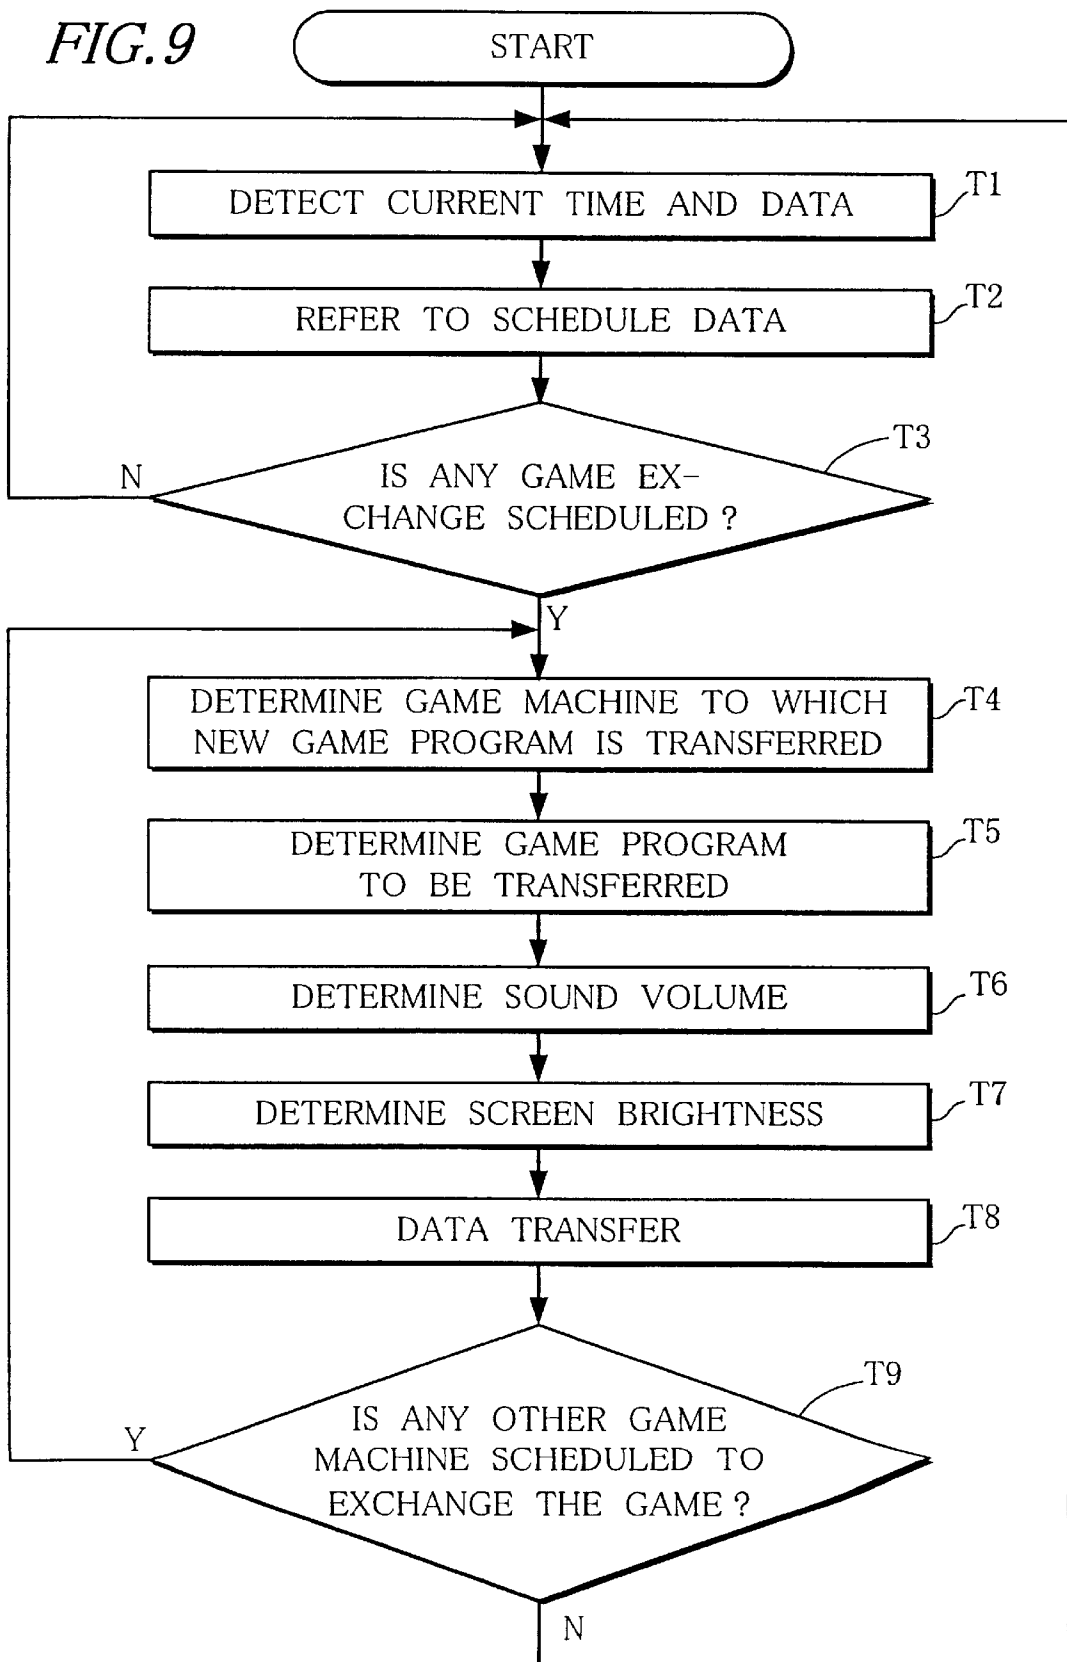 FIG.9
START
DETECT CURRENT TIME AND DATA
T1
REFER TO SCHEDULE DATA
T2
IS ANY GAME EX-
CHANGE SCHEDULED?
T3
N
Y
DETERMINE GAME MACHINE TO WHICH
NEW GAME PROGRAM IS TRANSFERRED
T4
DETERMINE GAME PROGRAM
TO BE TRANSFERRED
T5
DETERMINE SOUND VOLUME
T6
DETERMINE SCREEN BRIGHTNESS
T7
DATA TRANSFER
T8
IS ANY OTHER GAME
MACHINE SCHEDULED TO
EXCHANGE THE GAME?
T9
Y
N